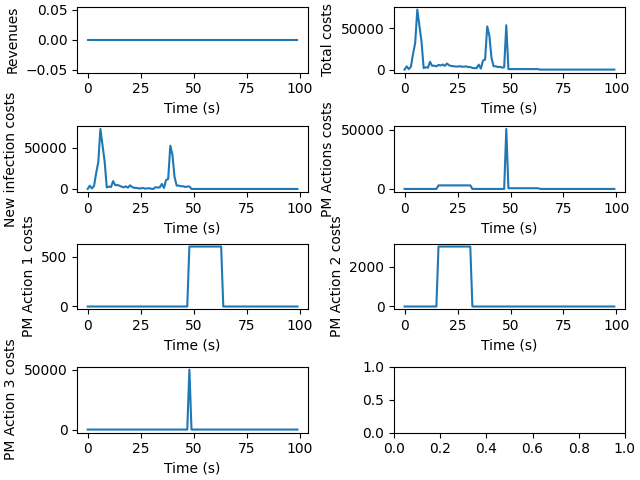 Revenues
0.05
0.00
−0.05
0 25 50 75 100
Time (s)
Total costs
50000
0
0 25 50 75 100
Time (s)
New infection costs
50000
0
0 25 50 75 100
Time (s)
PM Actions costs
50000
0
0 25 50 75 100
Time (s)
PM Action 1 costs
500
0
0 25 50 75 100
Time (s)
PM Action 2 costs
2000
0
0 25 50 75 100
Time (s)
PM Action 3 costs
50000
0
0 25 50 75 100
Time (s)
1.0
0.5
0.0
0.0 0.2 0.4 0.6 0.8 1.0